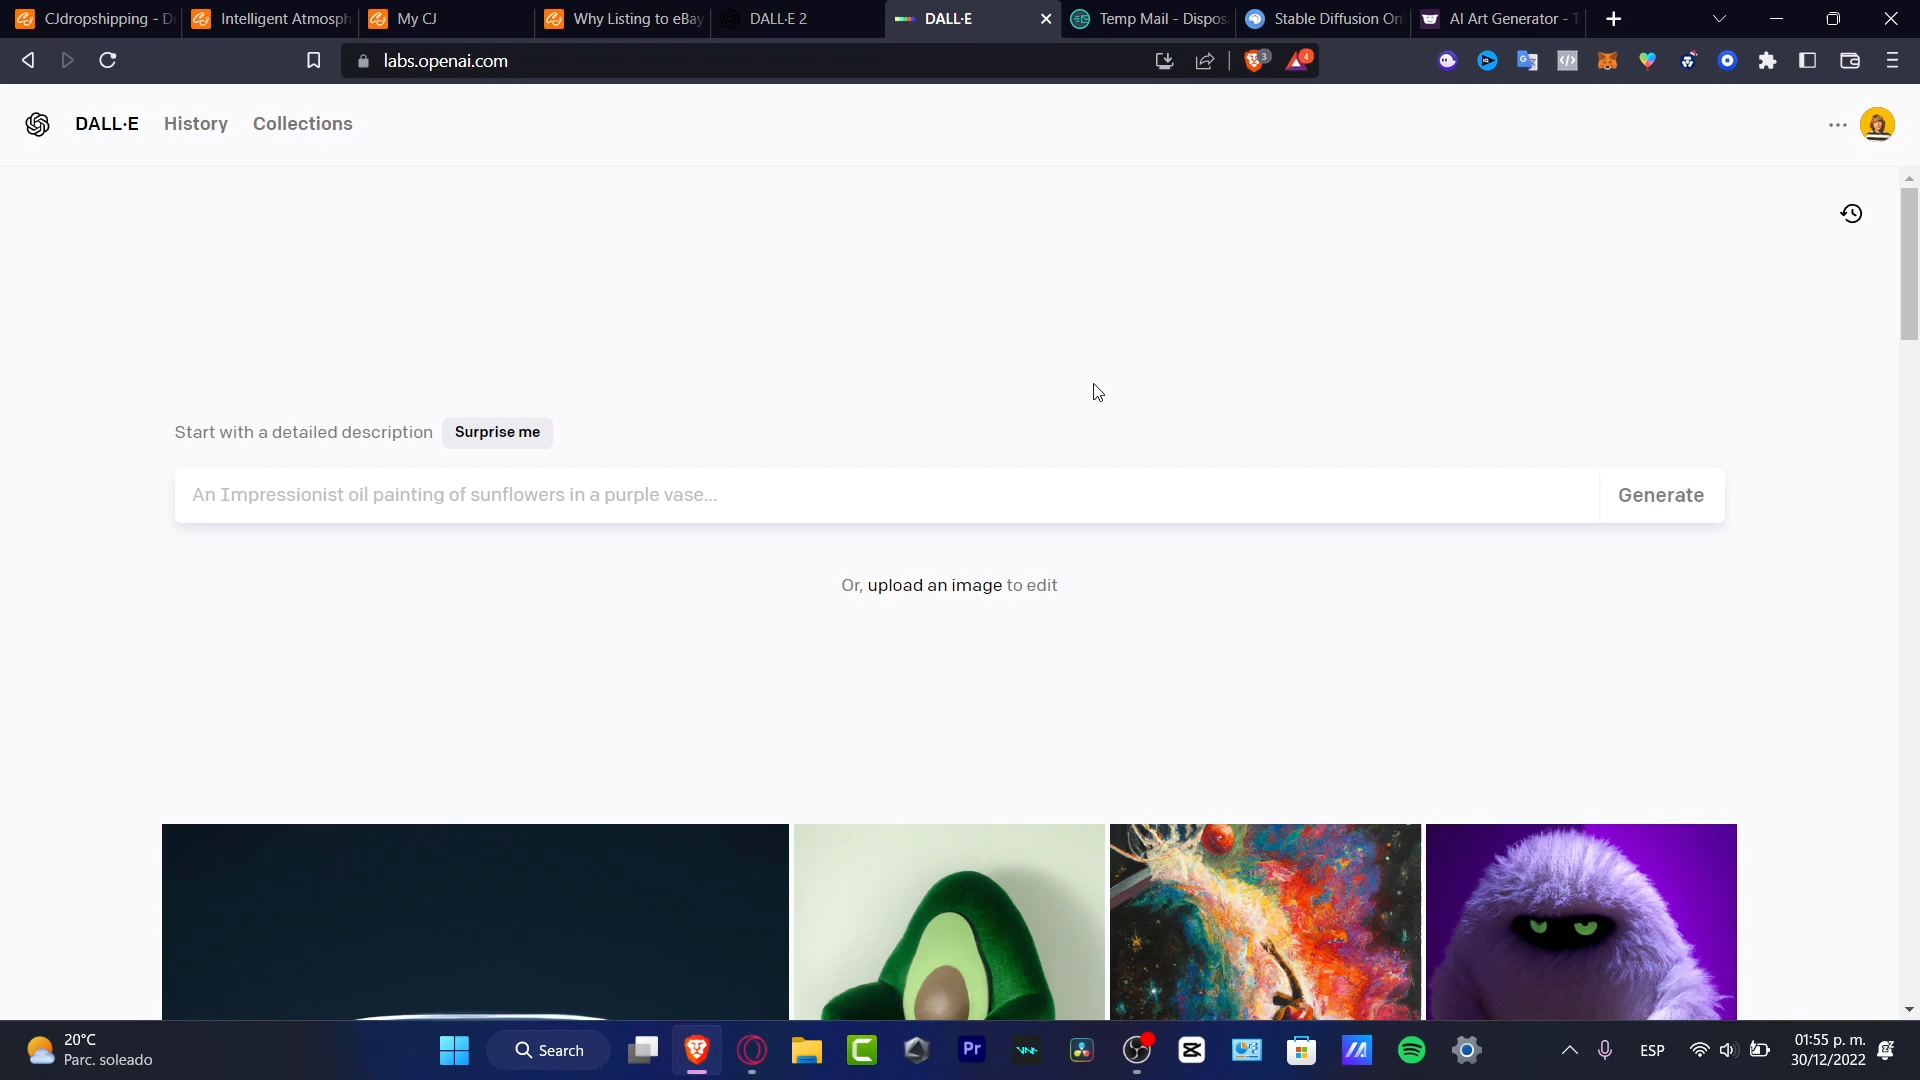 CJdropshipping - D
Intelligent Atmosph
My CJ
Why Listing to eBay
DALL·E 2
DALL·E
Temp Mail - Dispos
Stable Diffusion On
AI Art Generator - T
labs.openai.com
3
4
DALL·E
History
Collections
Start with a detailed description
Surprise me
An Impressionist oil painting of sunflowers in a purple vase...
Generate
Or, upload an image to edit
20°C
Parc. soleado
Search
Pr
ESP
01:55 p. m.
30/12/2022